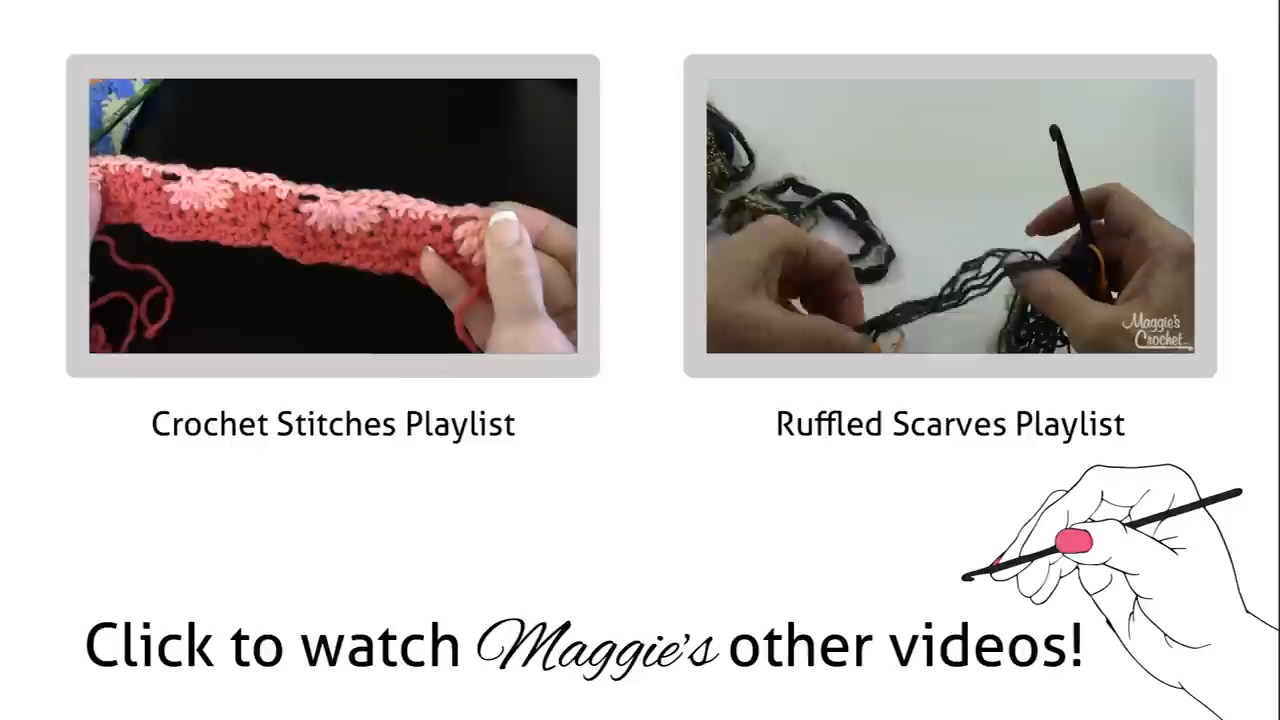 Maggie's
Crochet
Crochet Stitches Playlist
Ruffled Scarves Playlist
Click to watch Maggie's other videos!